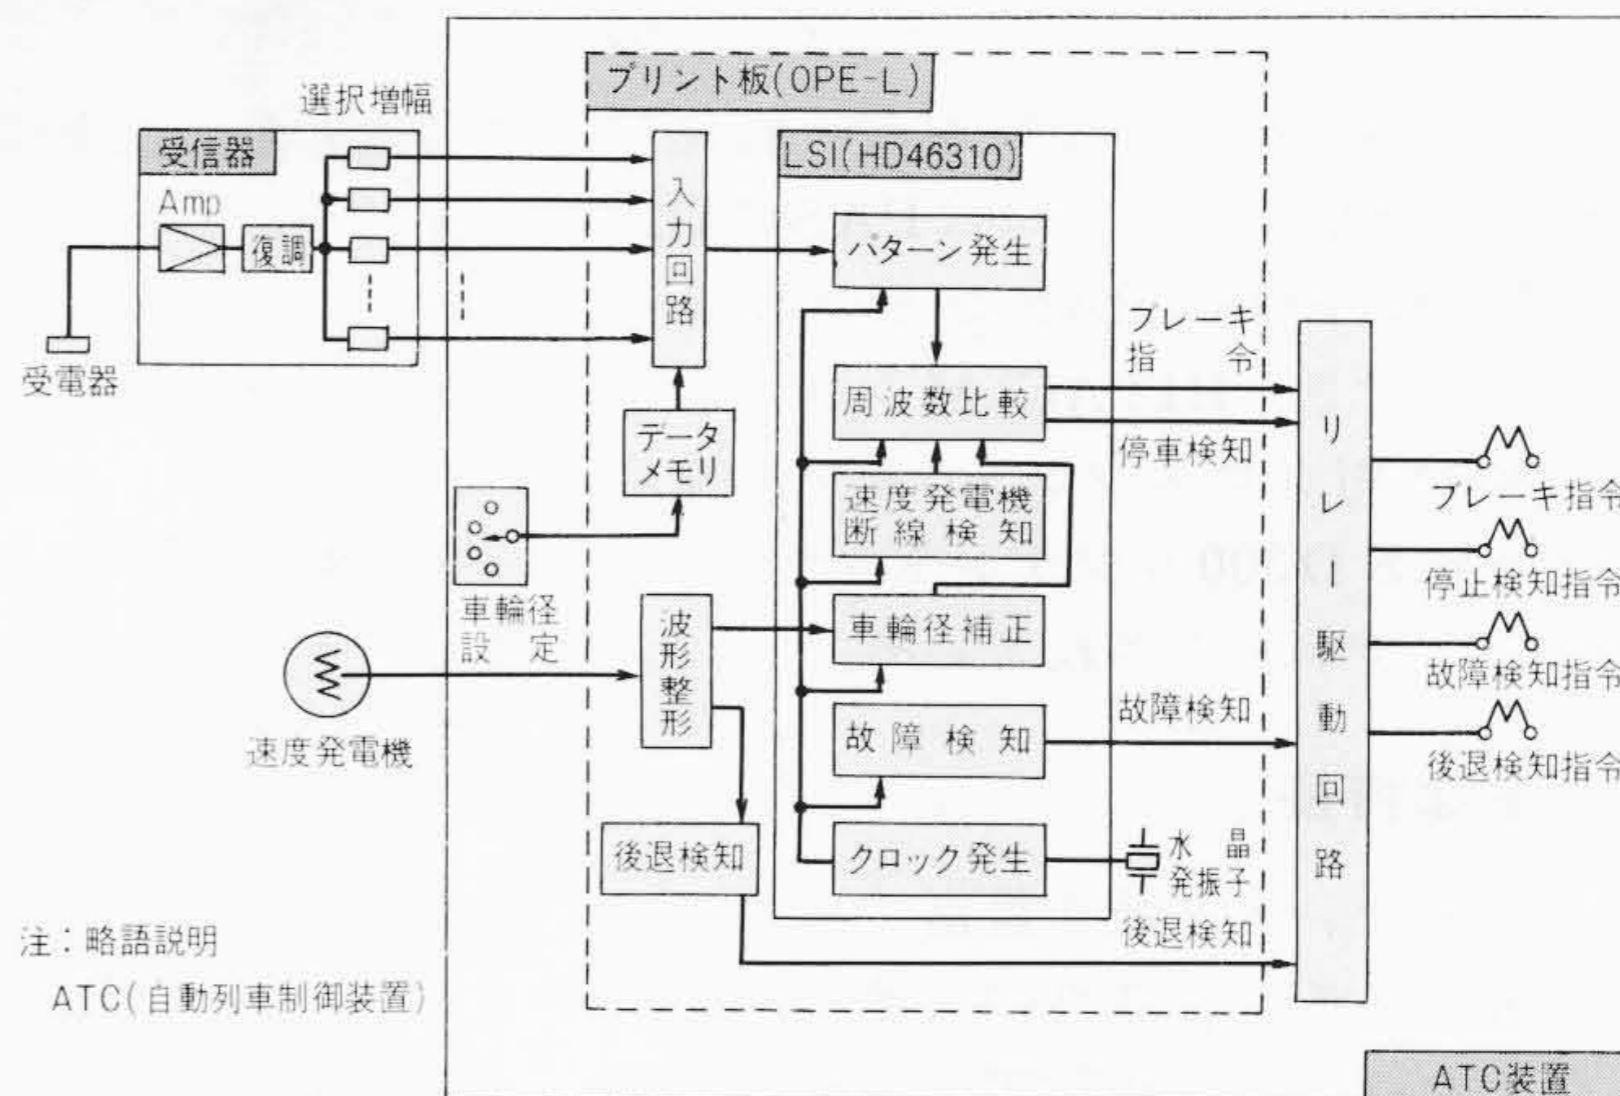 プリント板(OPE-L)
選択増幅
受信器
LSI(HD46310)
Amp
復調
入力回路
パターン発生
受電器
ブレーキ
指令
周波数比較
データ
メモリ
停車検知
速度発電機
断線検知
リレー駆動回路
ブレーキ指令
停止検知指令
故障検知指令
後退検知指令
車輪径
設定
波形整形
車輪径補正
速度発電機
故障検知
故障検知
後退検知
クロック発生
水晶
発振子
後退検知
注：略語説明
ATC(自動列車制御装置)
ATC装置